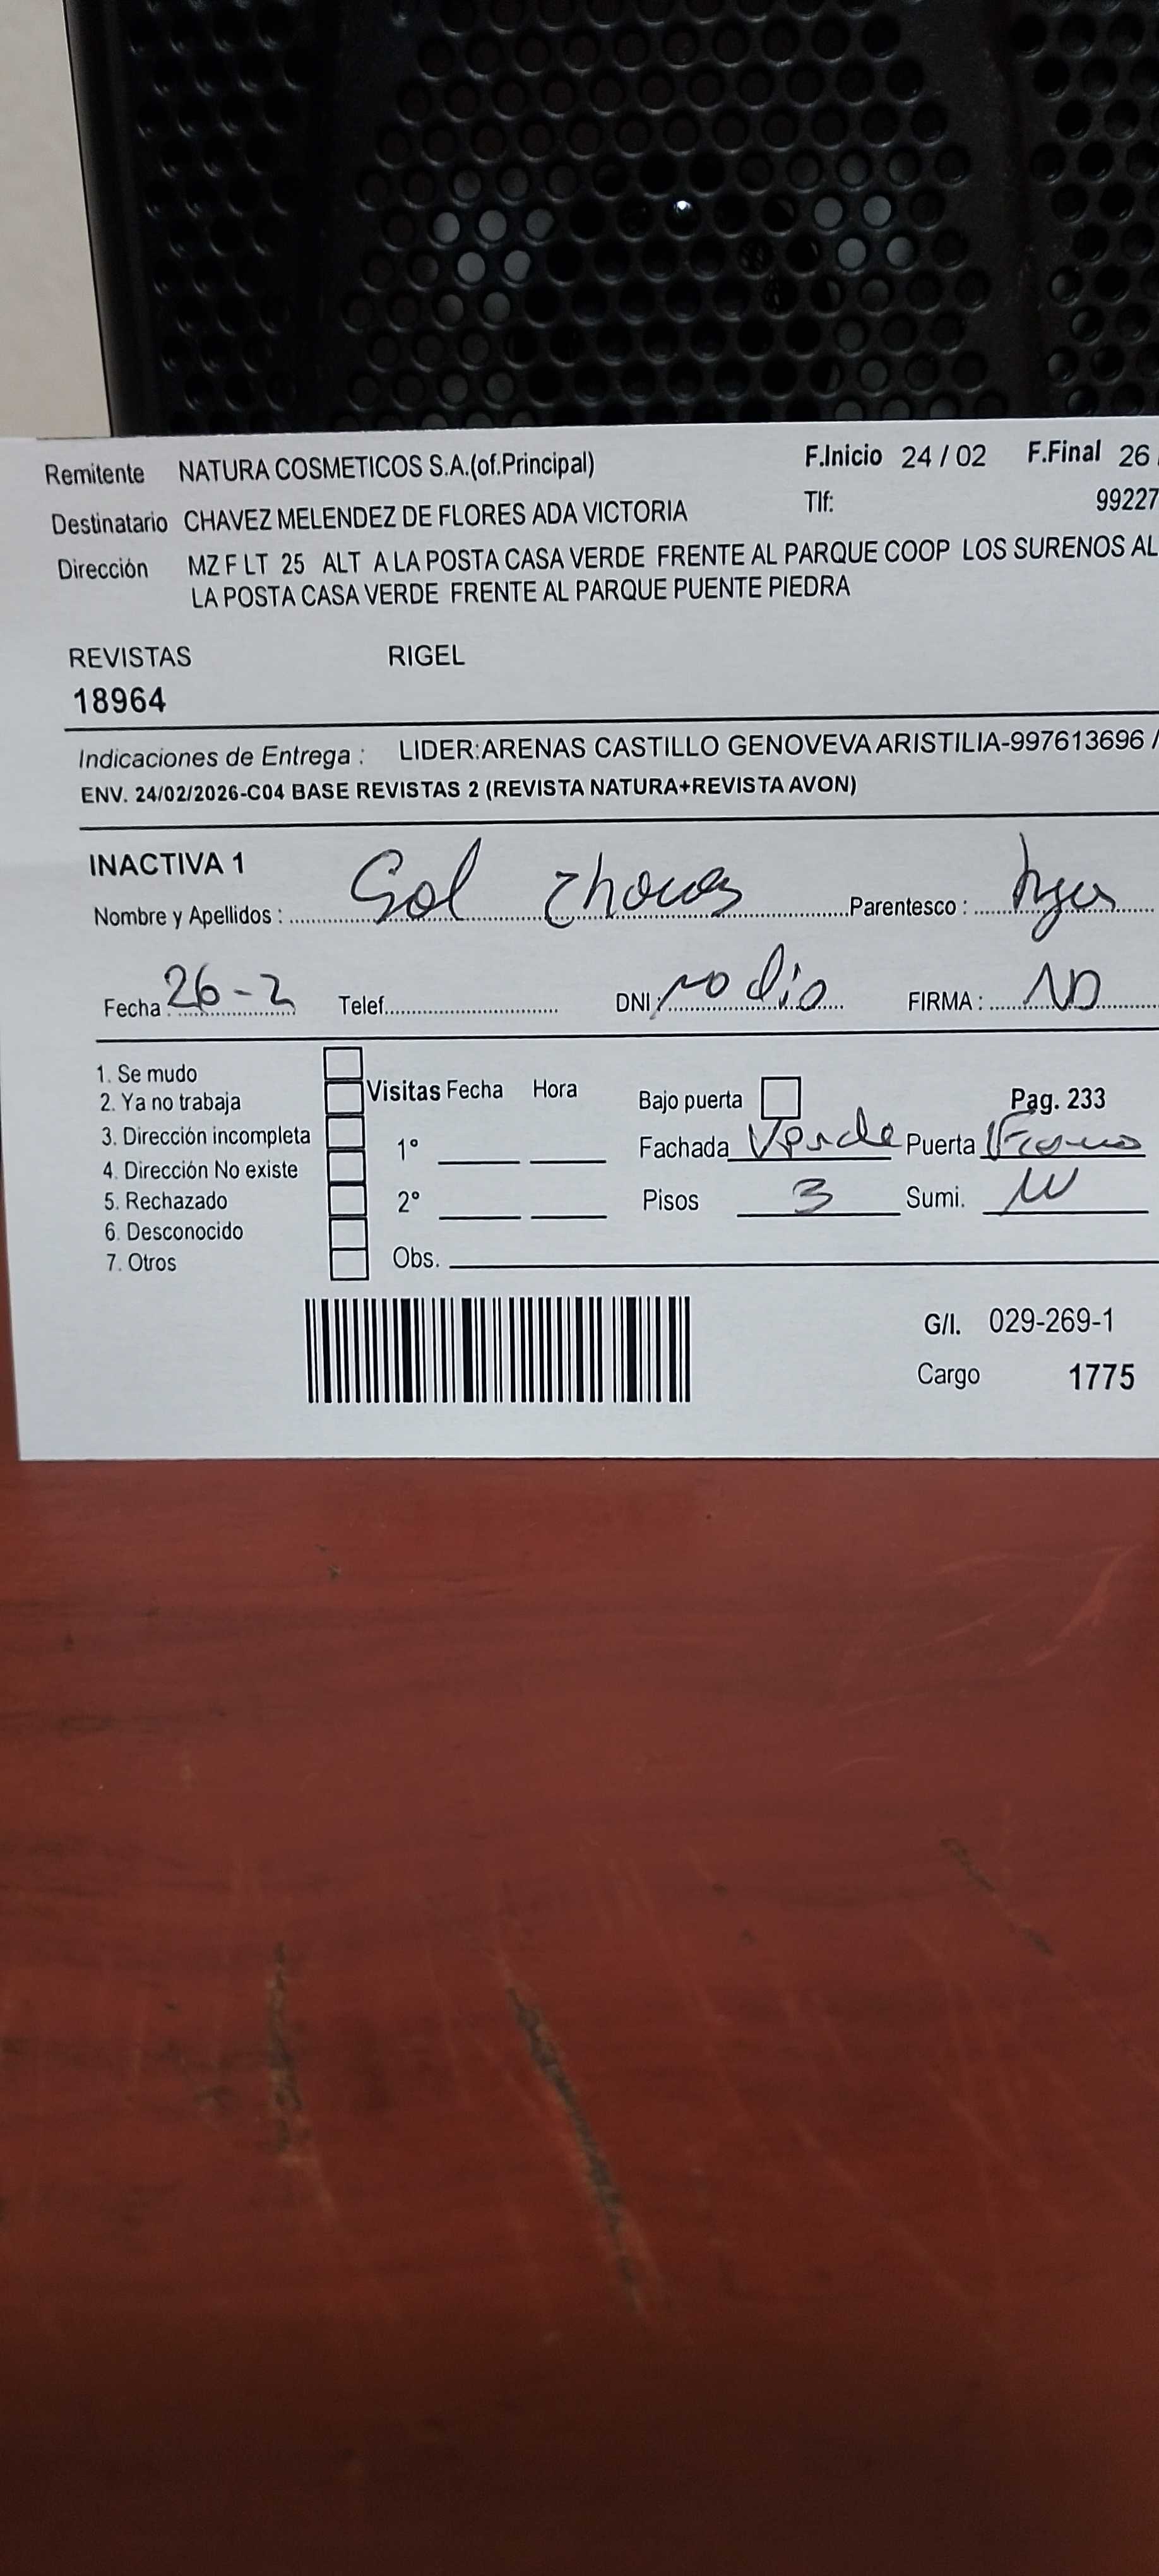 Remitente NATURA COSMETICOS S.A.(of.Principal) F.Inicio 24 / 02 F.Final 26
Destinatario CHAVEZ MELENDEZ DE FLORES ADA VICTORIA Tlf: 99227
Dirección MZ F LT 25 ALT A LA POSTA CASA VERDE FRENTE AL PARQUE COOP LOS SURENOS AL
LA POSTA CASA VERDE FRENTE AL PARQUE PUENTE PIEDRA
REVISTAS RIGEL
18964
Indicaciones de Entrega : LIDER:ARENAS CASTILLO GENOVEVA ARISTILIA-997613696 /
ENV. 24/02/2026-C04 BASE REVISTAS 2 (REVISTA NATURA+REVISTA AVON)
INACTIVA 1
Nombre y Apellidos : Sol Parentesco :
Fecha : 26-2 Telef. DNI : no dio FIRMA :
1. Se mudo
2. Ya no trabaja Visitas Fecha Hora Bajo puerta Pag. 233
3. Dirección incompleta 1° Fachada Verde Puerta
4. Dirección No existe
5. Rechazado 2° Pisos 3 Sumi.
6. Desconocido
7. Otros Obs.
G/I. 029-269-1
Cargo 1775